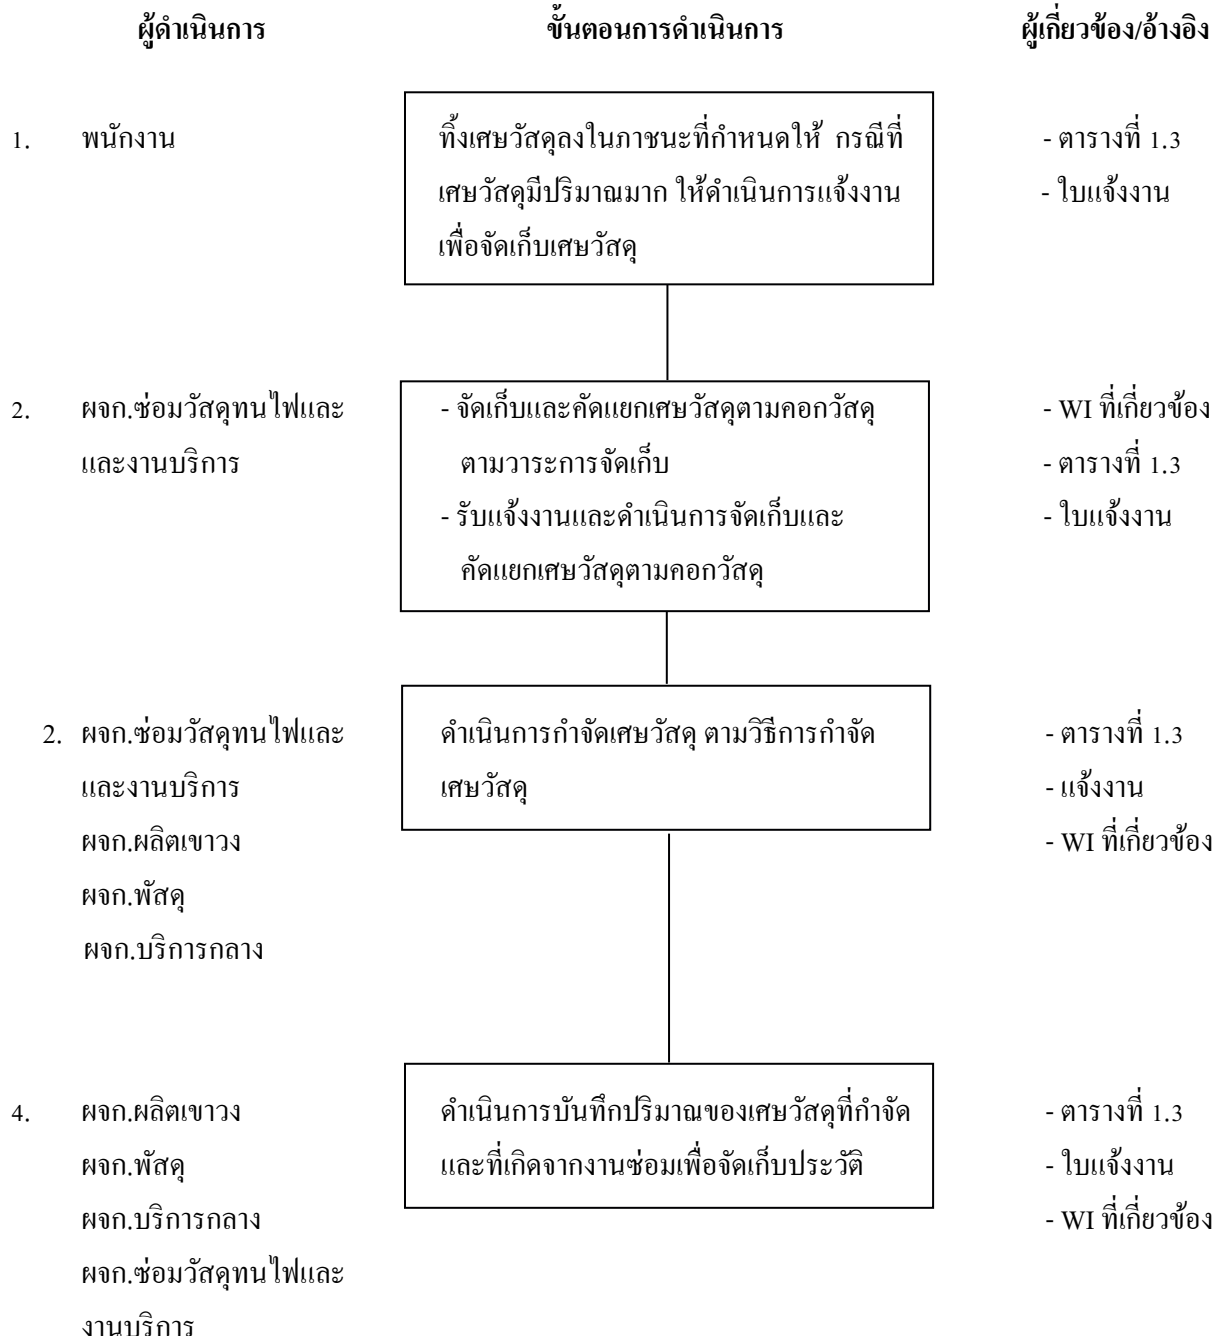 ผู้ดำเนินการ ขั้นตอนการดำเนินการ ผู้เกี่ยวข้อง/อ้างอิง
1. พนักงาน ทิ้งเศษวัสดุลงในภาชนะที่กำหนดให้ กรณีที่ - ตารางที่ 1.3
เศษวัสดุมีปริมาณมาก ให้ดำเนินการแจ้งงาน - ใบแจ้งงาน
เพื่อจัดเก็บเศษวัสดุ
2. ผจก.ซ่อมวัสดุทนไฟและ - จัดเก็บและคัดแยกเศษวัสดุตามคอกวัสดุ - WI ที่เกี่ยวข้อง
และงานบริการ ตามวาระการจัดเก็บ - ตารางที่ 1.3
- รับแจ้งงานและดำเนินการจัดเก็บและ - ใบแจ้งงาน
คัดแยกเศษวัสดุตามคอกวัสดุ
2. ผจก.ซ่อมวัสดุทนไฟและ ดำเนินการกำจัดเศษวัสดุ ตามวิธีการกำจัด - ตารางที่ 1.3
และงานบริการ เศษวัสดุ - แจ้งงาน
ผจก.ผลิตเขาวง - WI ที่เกี่ยวข้อง
ผจก.พัสดุ
ผจก.บริการกลาง
4. ผจก.ผลิตเขาวง ดำเนินการบันทึกปริมาณของเศษวัสดุที่กำจัด - ตารางที่ 1.3
ผจก.พัสดุ และที่เกิดจากงานซ่อมเพื่อจัดเก็บประวัติ - ใบแจ้งงาน
ผจก.บริการกลาง - WI ที่เกี่ยวข้อง
ผจก.ซ่อมวัสดุทนไฟและ
งานบริการ